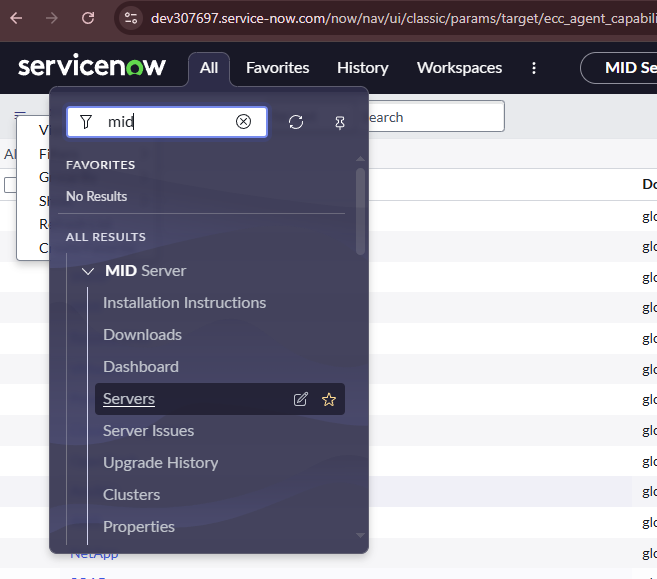 dev307697.service-now.com/now/nav/ui/classic/params/target/ecc_agent_capabili
servicenow All Favorites History Workspaces MID Se
mid
earch
FAVORITES
No Results
ALL RESULTS
MID Server
Installation Instructions
Downloads
Dashboard
Servers
Server Issues
Upgrade History
Clusters
Properties
NetApp
Do
glo
glo
glo
glo
glo
glo
glo
glo
glo
glo
glo
glo